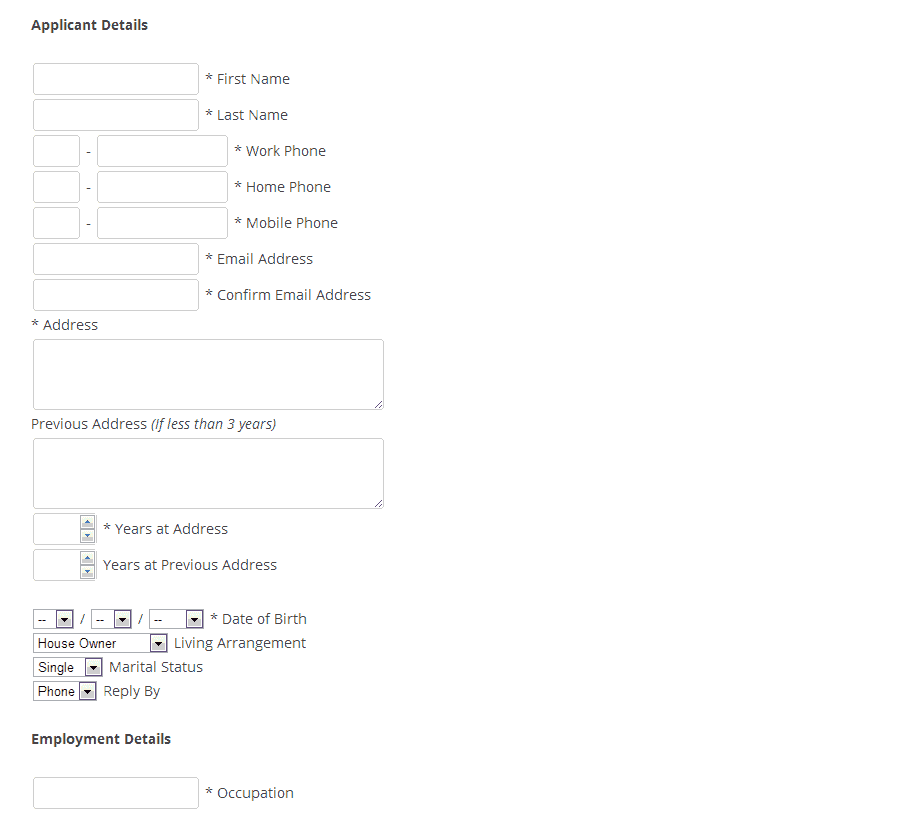 Applicant Details
* First Name
* Last Name
- * Work Phone
- * Home Phone
- * Mobile Phone
* Email Address
* Confirm Email Address
* Address
Previous Address (If less than 3 years)
* Years at Address
Years at Previous Address
-- / -- / -- * Date of Birth
House Owner Living Arrangement
Single Marital Status
Phone Reply By
Employment Details
* Occupation